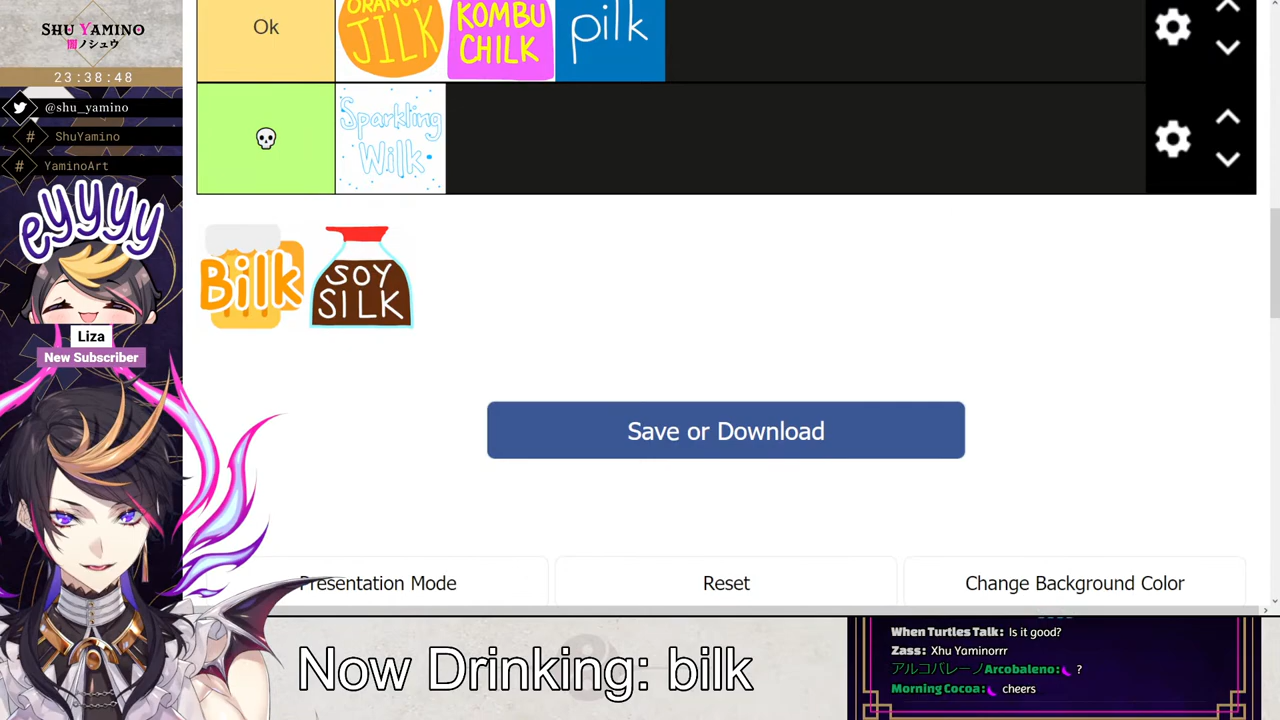 SHU YAMINO
闇ノシュウ
23:38:48
@shu_yamino
# ShuYamino
# YaminoArt
eyyyy
Liza
New Subscriber
Ok
ORANGE
JILK
KOMBU
CHILK
pilk
Sparkling
Wilk
Bilk
SOY
SILK
Save or Download
Presentation Mode
Reset
Change Background Color
Now Drinking: bilk
When Turtles Talk: Is it good?
Zass: Xhu Yaminorrr
アルコバレーノArcobaleno: ?
Morning Cocoa: cheers